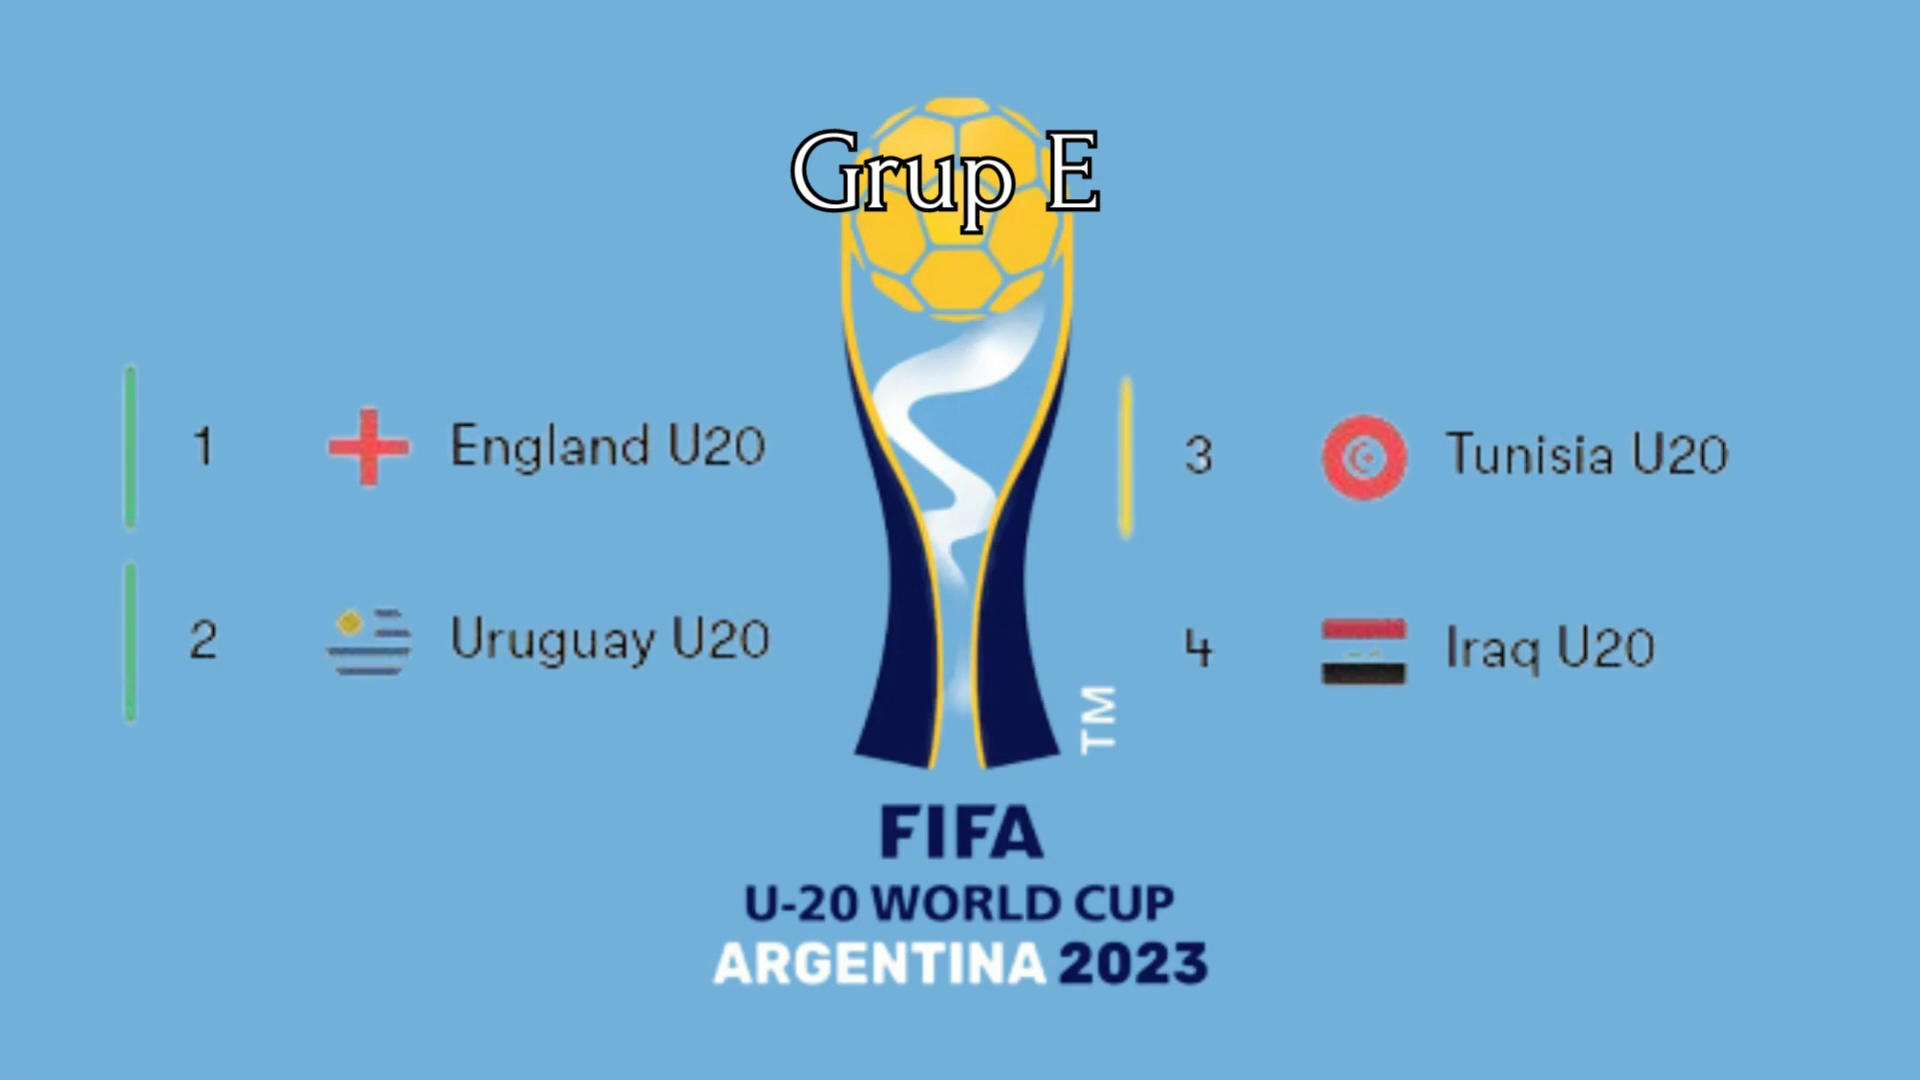 Grup E
1 England U20
2 Uruguay U20
3 Tunisia U20
4 Iraq U20
TM
FIFA
U-20 WORLD CUP
ARGENTINA 2023